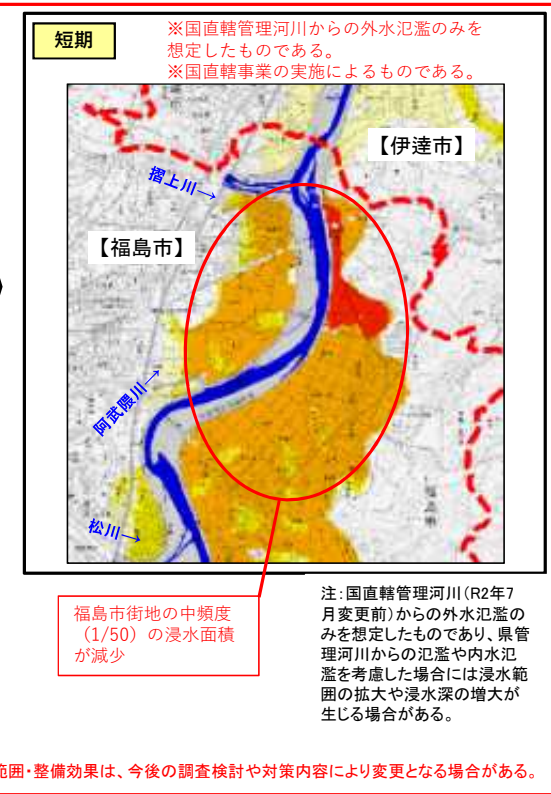 短期
※国直轄管理河川からの外水氾濫のみを
想定したものである。
※国直轄事業の実施によるものである。
【伊達市】
摺上川→
【福島市】
阿武隈川→
松川→
福島市街地の中頻度
（1/50）の浸水面積
が減少
注：国直轄管理河川（R2年7
月変更前）からの外水氾濫の
みを想定したものであり、県管
理河川からの氾濫や内水氾
濫を考慮した場合には浸水範
囲の拡大や浸水深の増大が
生じる場合がある。
範囲・整備効果は、今後の調査検討や対策内容により変更となる場合がある。